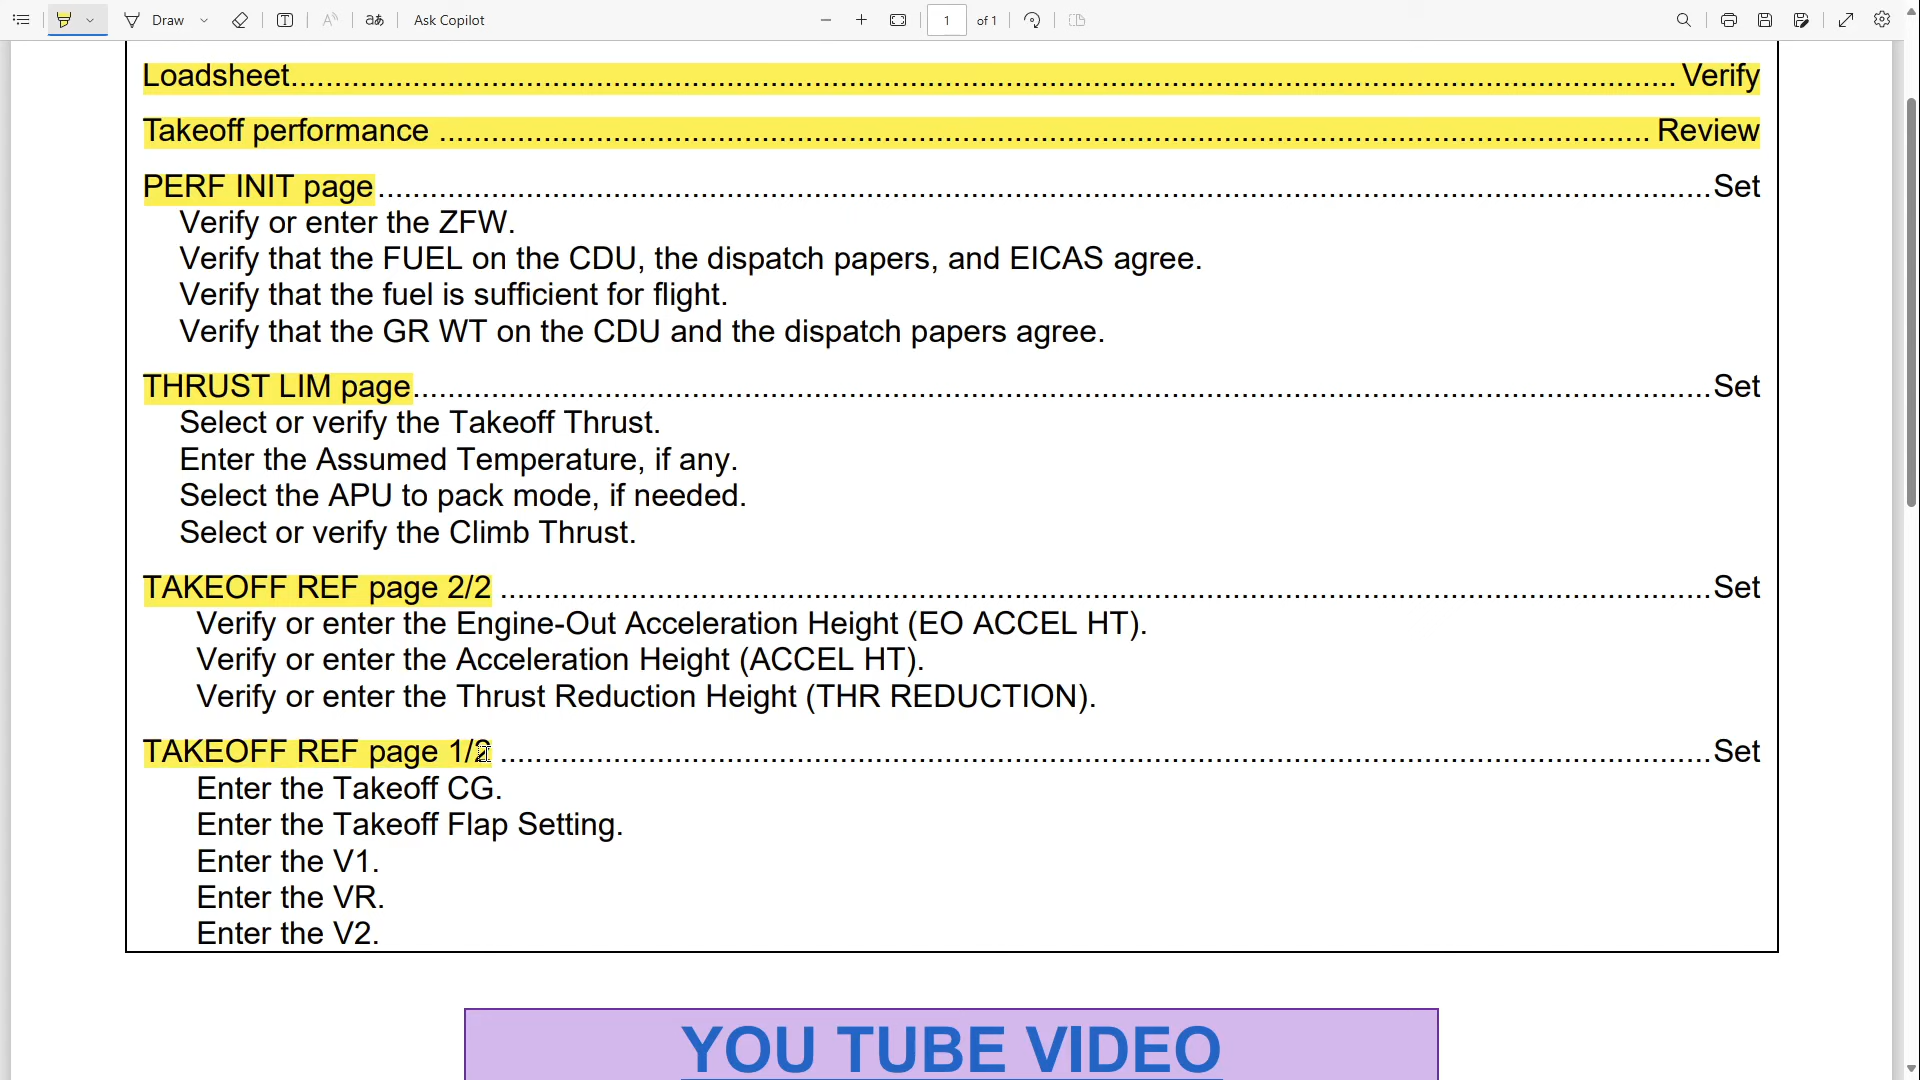 Draw
Ask Copilot
1 of 1
Loadsheet.......................................................................................................................................................... Verify
Takeoff performance ........................................................................................................................................... Review
PERF INIT page.........................................................................................................................................................Set
Verify or enter the ZFW.
Verify that the FUEL on the CDU, the dispatch papers, and EICAS agree.
Verify that the fuel is sufficient for flight.
Verify that the GR WT on the CDU and the dispatch papers agree.
THRUST LIM page.....................................................................................................................................................Set
Select or verify the Takeoff Thrust.
Enter the Assumed Temperature, if any.
Select the APU to pack mode, if needed.
Select or verify the Climb Thrust.
TAKEOFF REF page 2/2 ...........................................................................................................................................Set
Verify or enter the Engine-Out Acceleration Height (EO ACCEL HT).
Verify or enter the Acceleration Height (ACCEL HT).
Verify or enter the Thrust Reduction Height (THR REDUCTION).
TAKEOFF REF page 1/2 ...........................................................................................................................................Set
Enter the Takeoff CG.
Enter the Takeoff Flap Setting.
Enter the V1.
Enter the VR.
Enter the V2.
YOU TUBE VIDEO